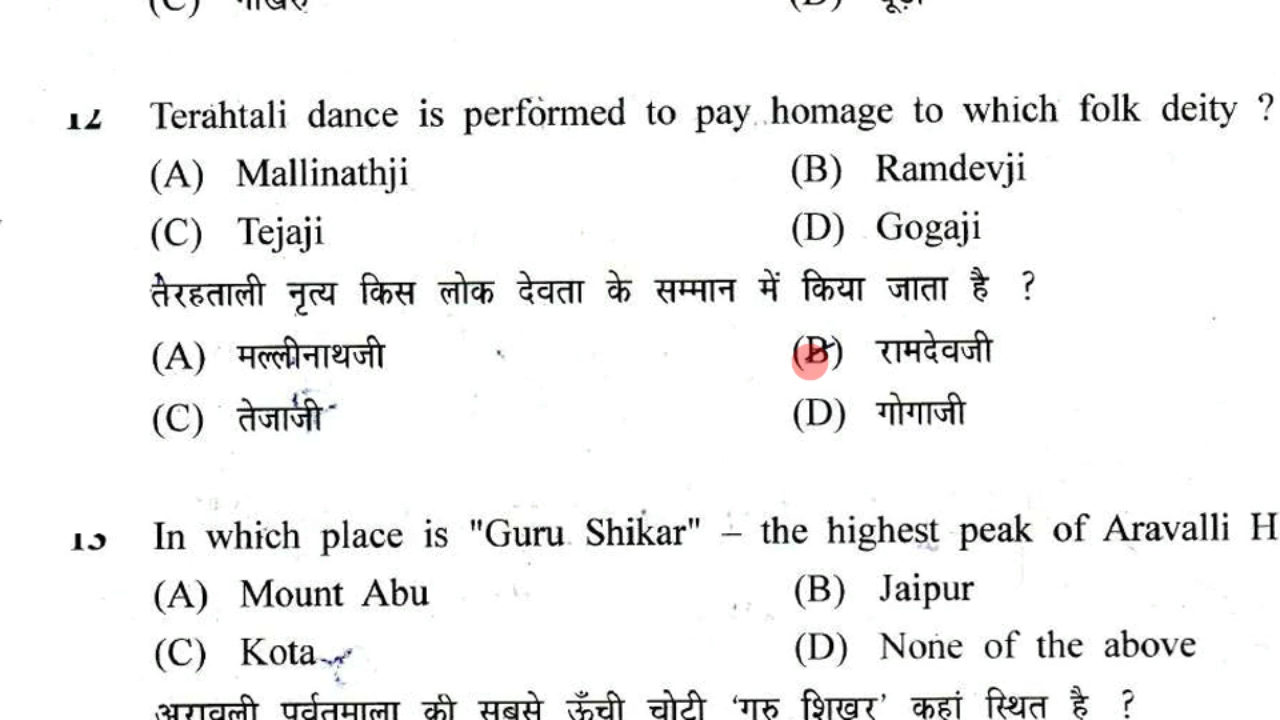 (C)
(D)
12 Terahtali dance is performed to pay homage to which folk deity ?
(A) Mallinathji (B) Ramdevji
(C) Tejaji (D) Gogaji
तेरहताली नृत्य किस लोक देवता के सम्मान में किया जाता है ?
(A) मल्लीनाथजी (B) रामदेवजी
(C) तेजाजी (D) गोगाजी
In which place is "Guru Shikar" – the highest peak of Aravalli H
(A) Mount Abu (B) Jaipur
(C) Kota (D) None of the above
अरावली पर्वतमाला की सबसे ऊँची चोटी 'गुरु शिखर' कहां स्थित है ?